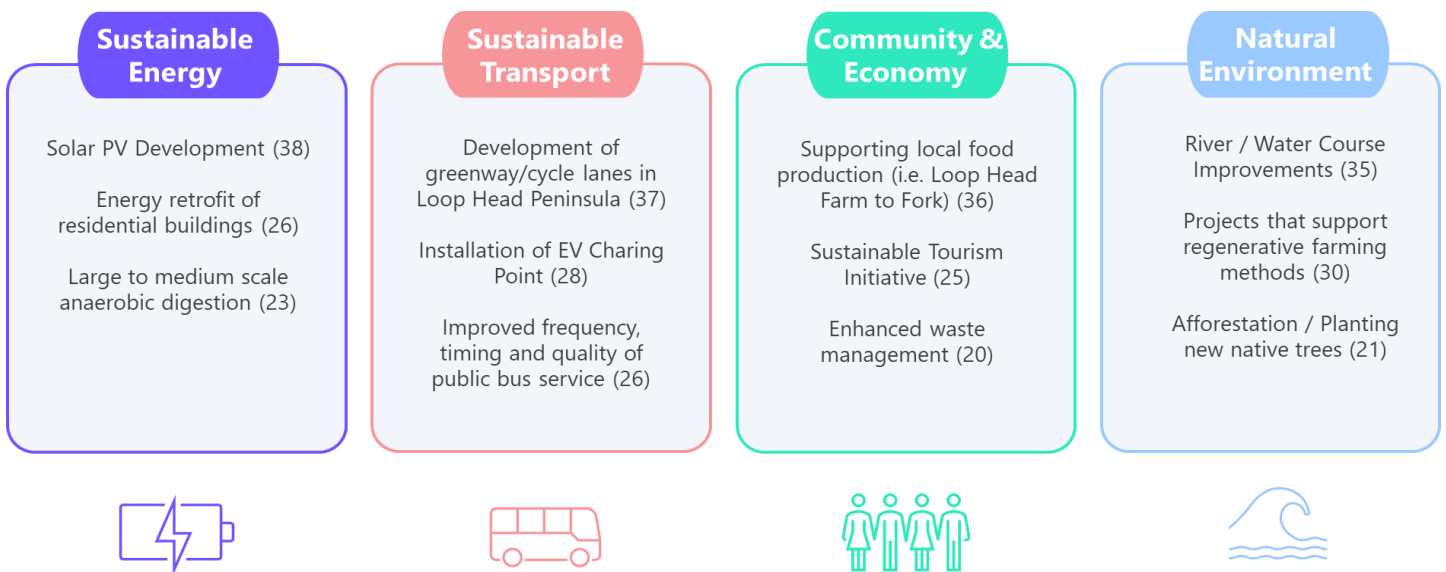 Sustainable
Energy
Solar PV Development (38)
Energy retrofit of
residential buildings (26)
Large to medium scale
anaerobic digestion (23)
Sustainable
Transport
Development of
greenway/cycle lanes in
Loop Head Peninsula (37)
Installation of EV Charing
Point (28)
Improved frequency,
timing and quality of
public bus service (26)
Community &
Economy
Supporting local food
production (i.e. Loop Head
Farm to Fork) (36)
Sustainable Tourism
Initiative (25)
Enhanced waste
management (20)
Natural
Environment
River / Water Course
Improvements (35)
Projects that support
regenerative farming
methods (30)
Afforestation / Planting
new native trees (21)